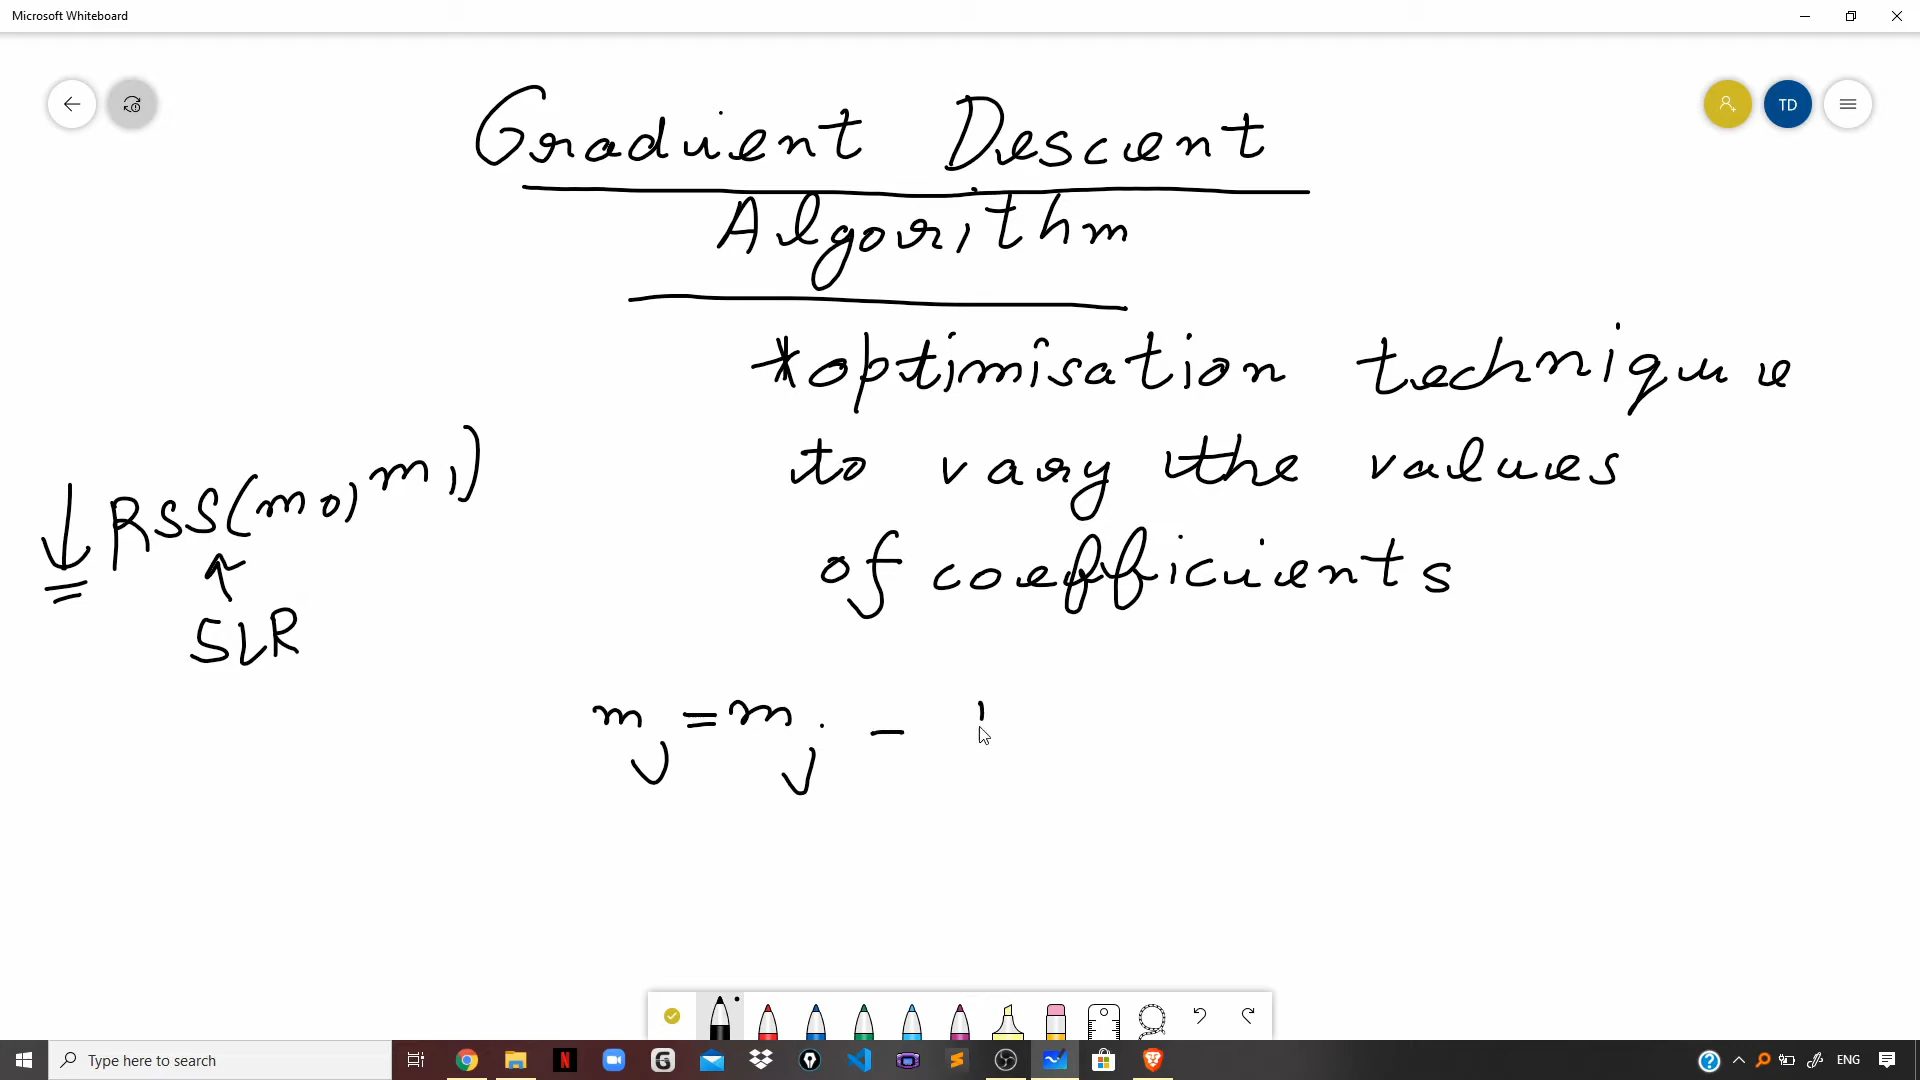 Microsoft Whiteboard
TD
Gradient Descent
Algorithm
*optimisation technique
to vary the values
of coefficients
↓ RSS(m0, m1)
↑
SLR
mj = mj -
Type here to search
ENG